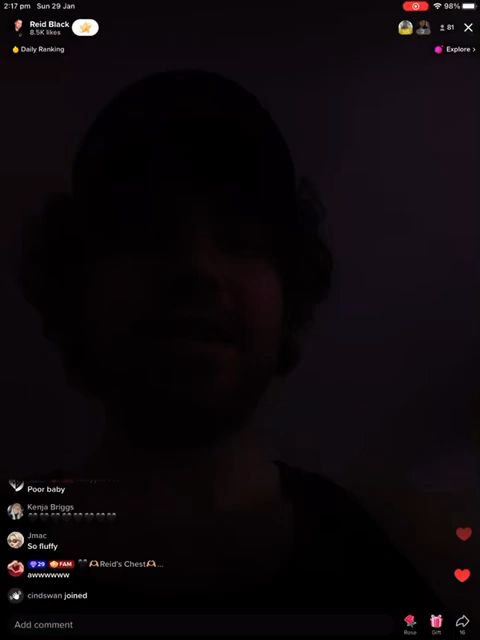 2:17 pm Sun 29 Jan 98%
Reid Black
8.5K likes
81
Daily Ranking
Explore >
Poor baby
Kenja Briggs
🖤🖤🖤🖤🖤🖤🖤🖤🖤
Jmac
So fluffy
29 FAM 🖤🫶🏻Reid's Chest🫶🏻...
awwwwww
cindswan joined
Add comment
Rose Gift 16